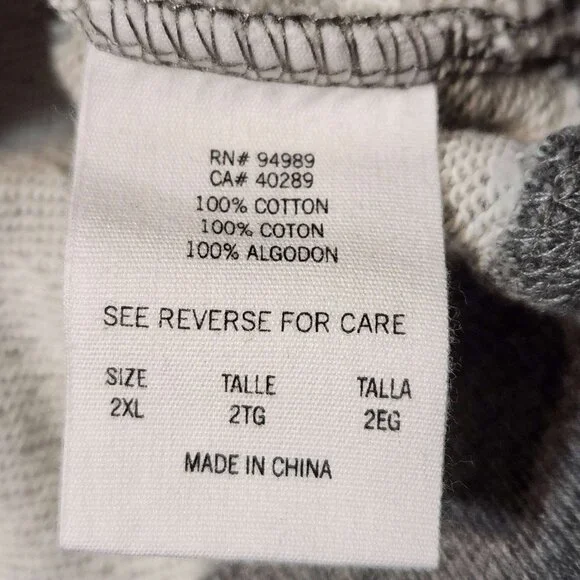 RN# 94989
CA# 40289
100% COTTON
100% COTON
100% ALGODON
SEE REVERSE FOR CARE
SIZE TALLE TALLA
2XL 2TG 2EG
MADE IN CHINA